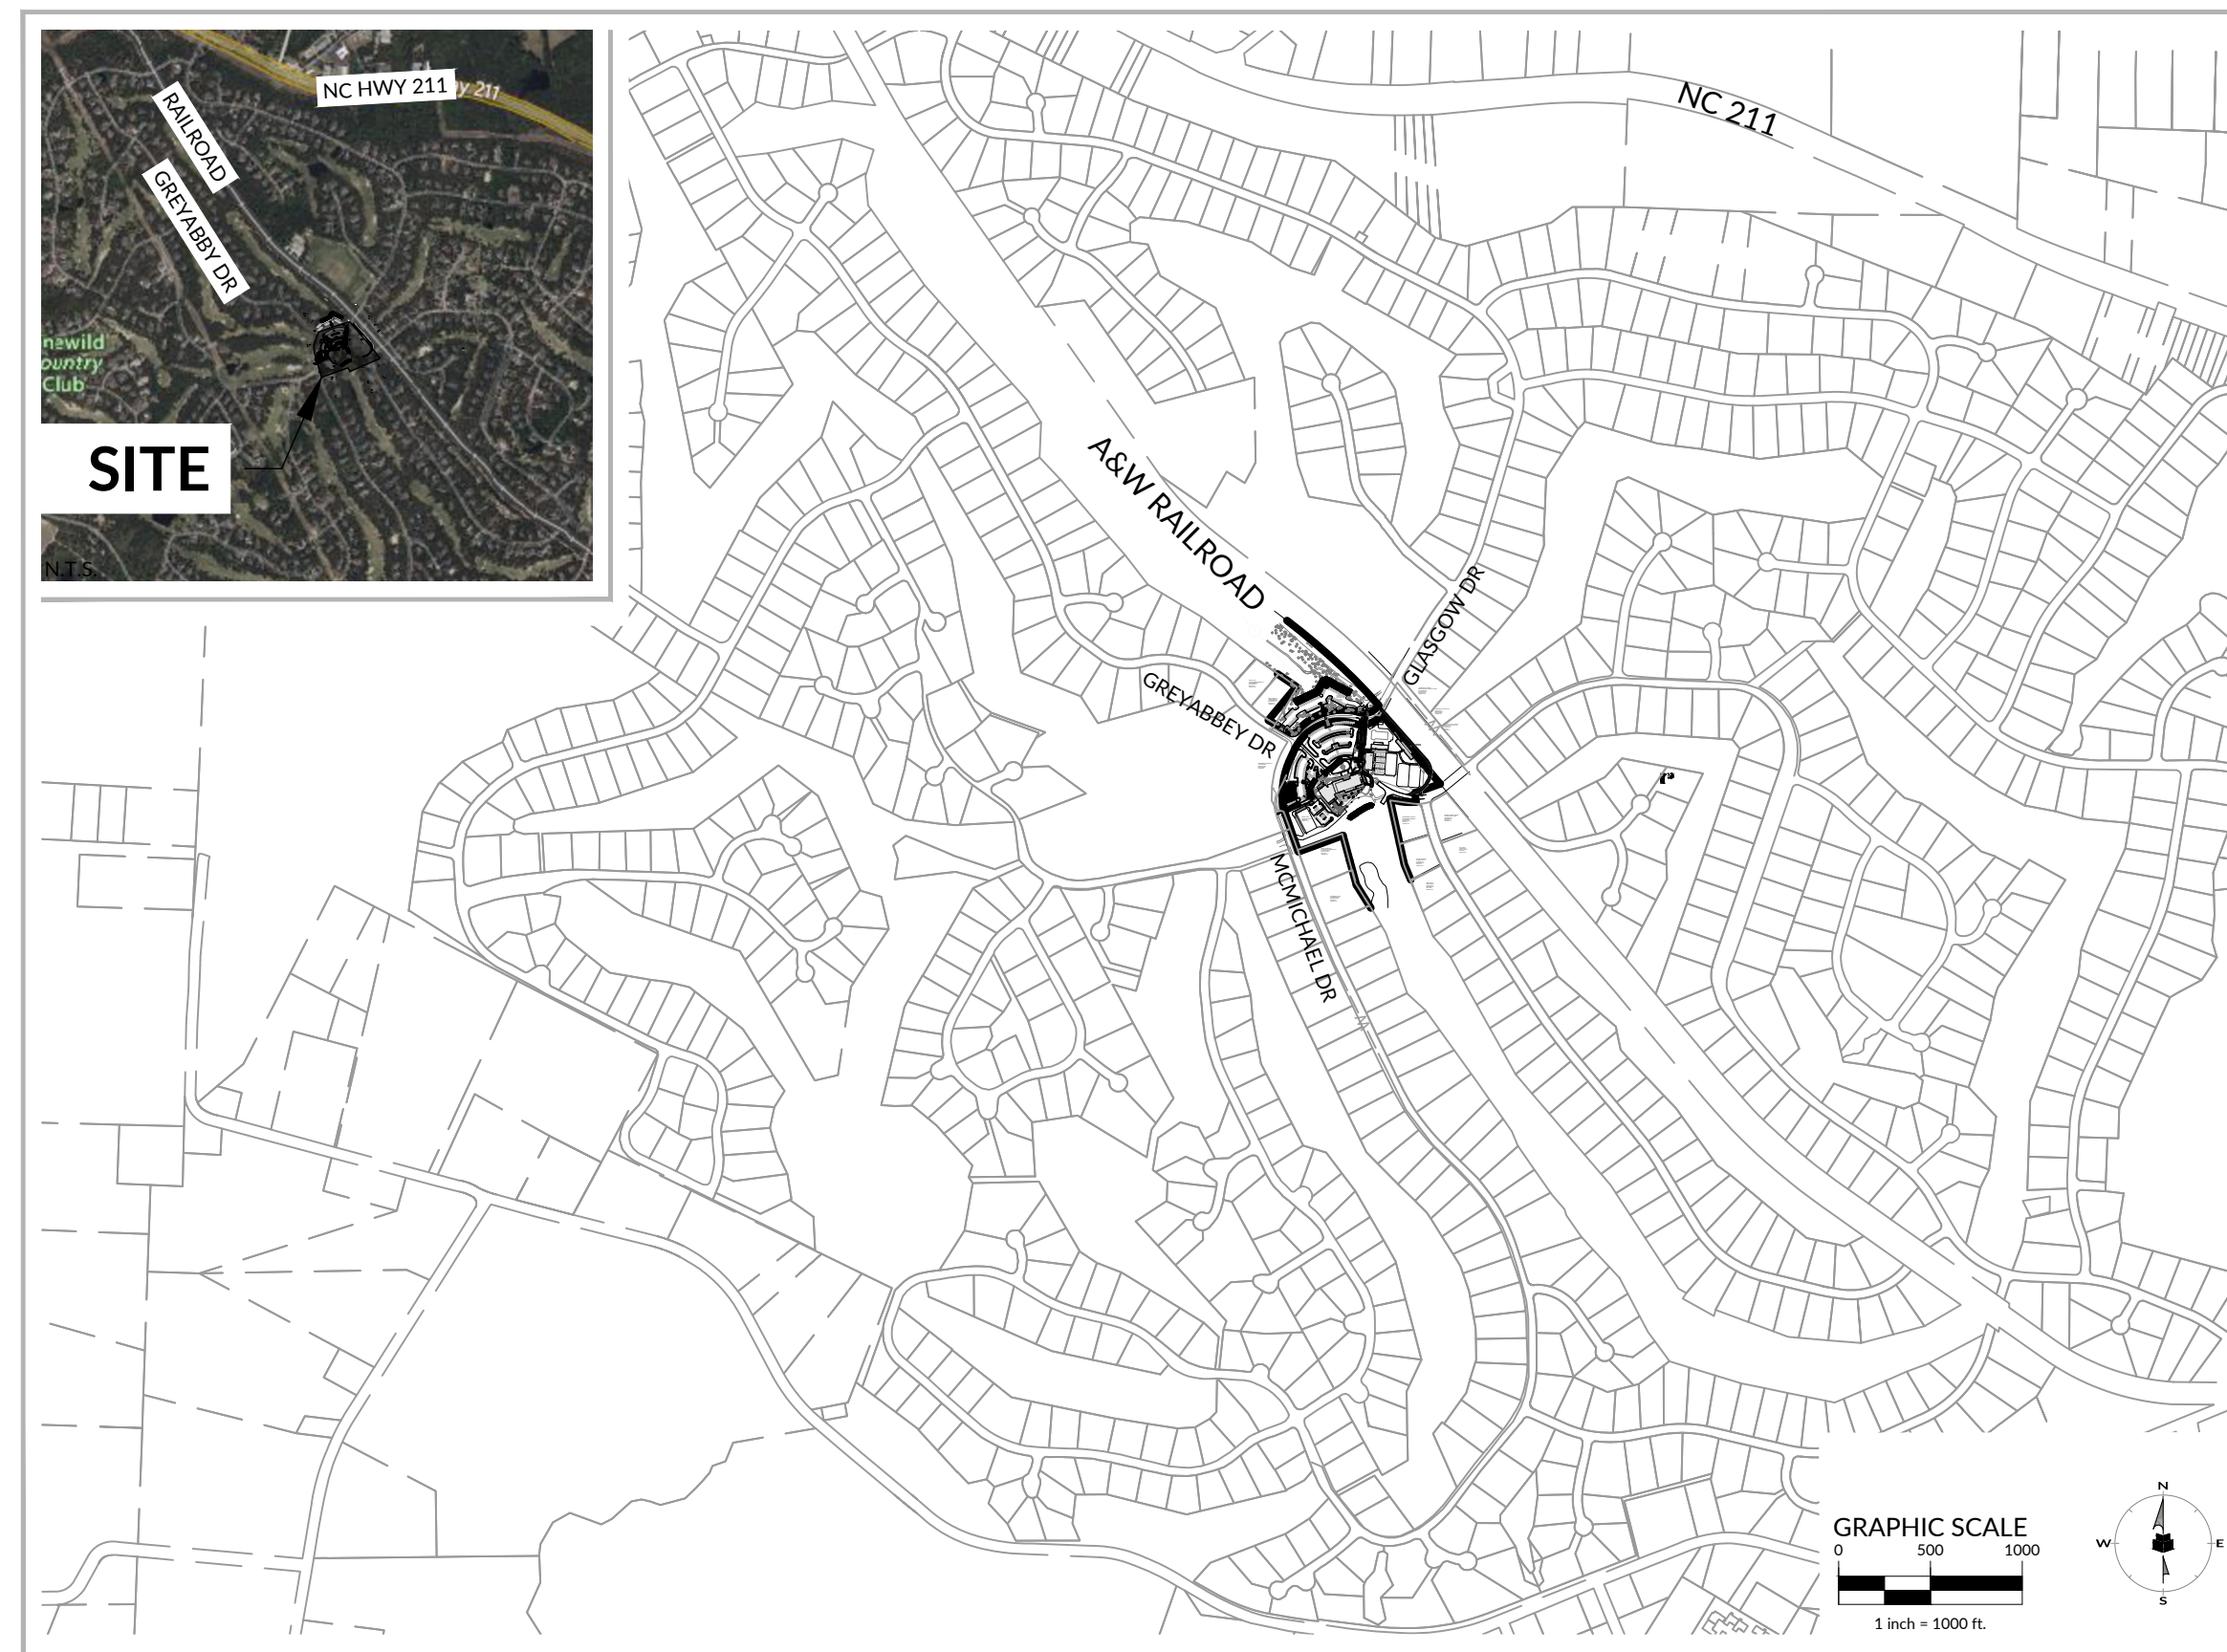 NC HWY 211
y 211
RAILROAD
GREYABBY DR
newild
ountry
Club
SITE
N.T.S.
NC 211
A&W RAILROAD
GLASGOW DR
GREYABBEY DR
MCMICHAEL DR
GRAPHIC SCALE
0 500 1000
1 inch = 1000 ft.
N
W E
S